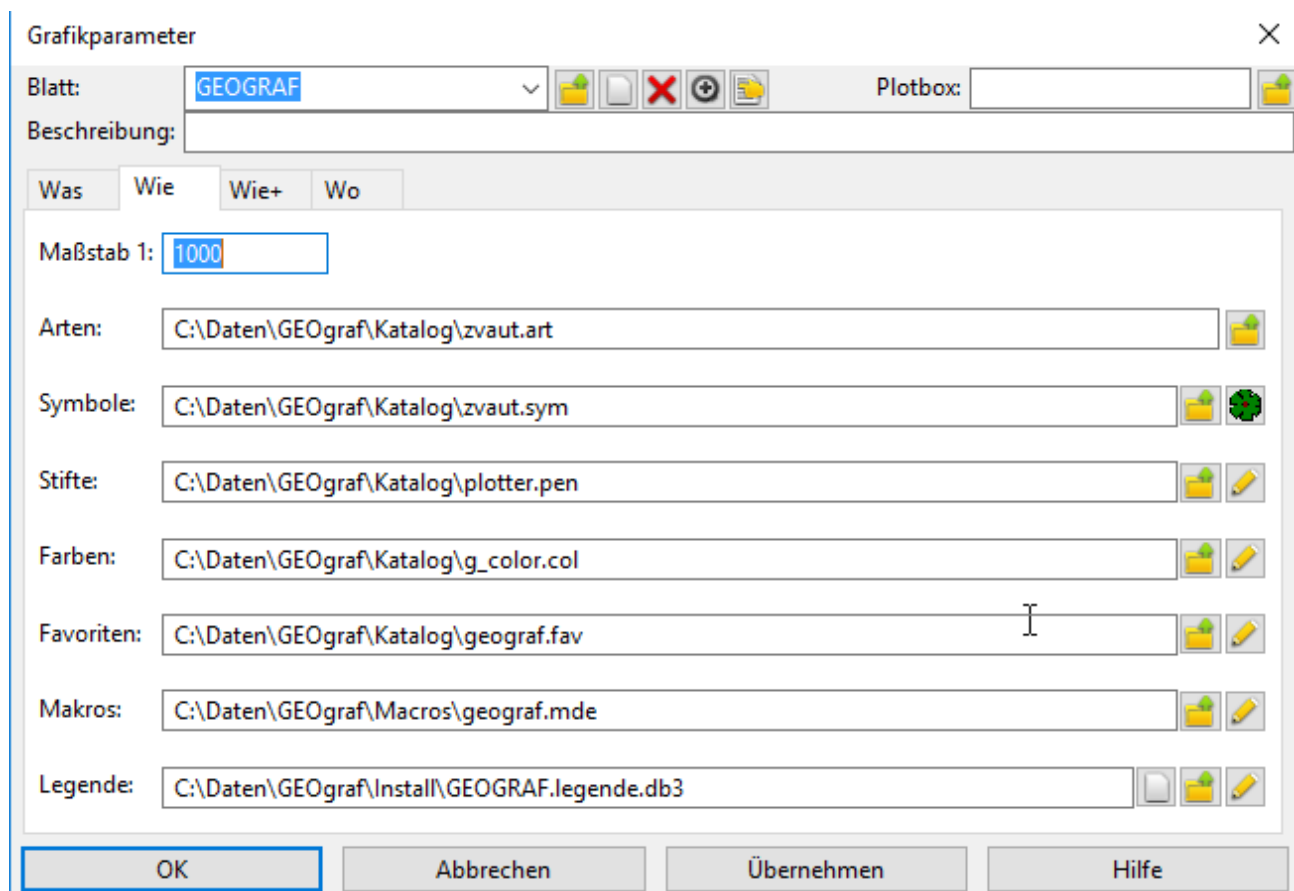 Grafikparameter
Blatt: GEOGRAF Plotbox:
Beschreibung:
Was Wie Wie+ Wo
Maßstab 1: 1000
Arten: C:\Daten\GEOgraf\Katalog\zvaut.art
Symbole: C:\Daten\GEOgraf\Katalog\zvaut.sym
Stifte: C:\Daten\GEOgraf\Katalog\plotter.pen
Farben: C:\Daten\GEOgraf\Katalog\g_color.col
Favoriten: C:\Daten\GEOgraf\Katalog\geograf.fav
Makros: C:\Daten\GEOgraf\Macros\geograf.mde
Legende: C:\Daten\GEOgraf\Install\GEOGRAF.legende.db3
OK Abbrechen Übernehmen Hilfe